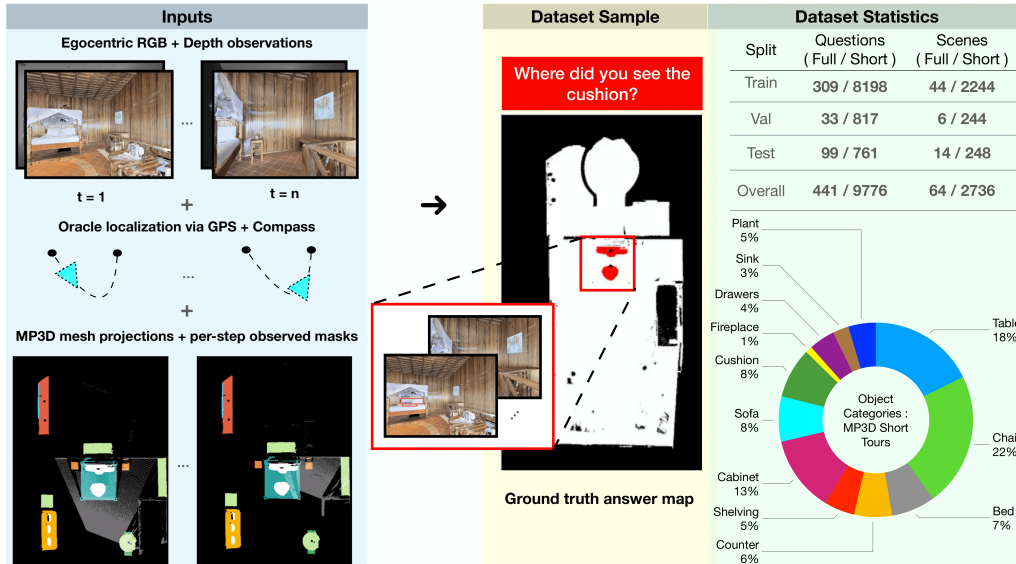 Inputs
Egocentric RGB + Depth observations
...
t = 1
t = n
+
Oracle localization via GPS + Compass
...
+
MP3D mesh projections + per-step observed masks
...
Dataset Sample
Where did you see the
cushion?
...
Ground truth answer map
Dataset Statistics
Split
Questions
( Full / Short )
Scenes
( Full / Short )
Train
309 / 8198
44 / 2244
Val
33 / 817
6 / 244
Test
99 / 761
14 / 248
Overall
441 / 9776
64 / 2736
Plant
5%
Sink
3%
Drawers
4%
Fireplace
1%
Cushion
8%
Sofa
8%
Cabinet
13%
Shelving
5%
Counter
6%
Table
18%
Chai
22%
Bed
7%
Object
Categories :
MP3D Short
Tours